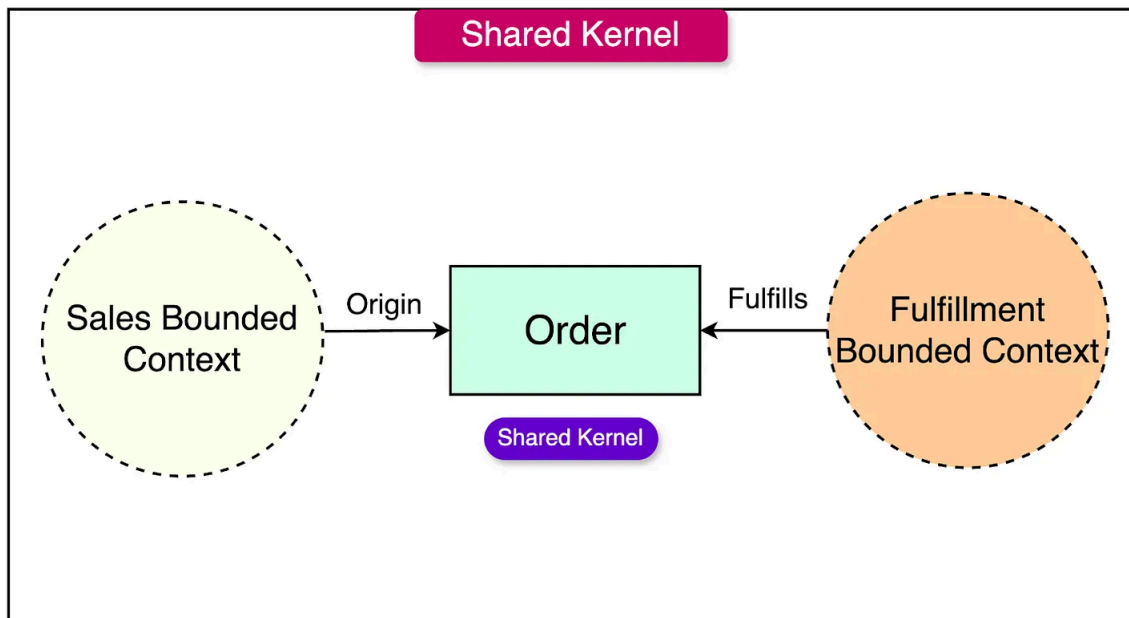 Shared Kernel
Sales Bounded
Context
Origin
Order
Fulfills
Fulfillment
Bounded Context
Shared Kernel